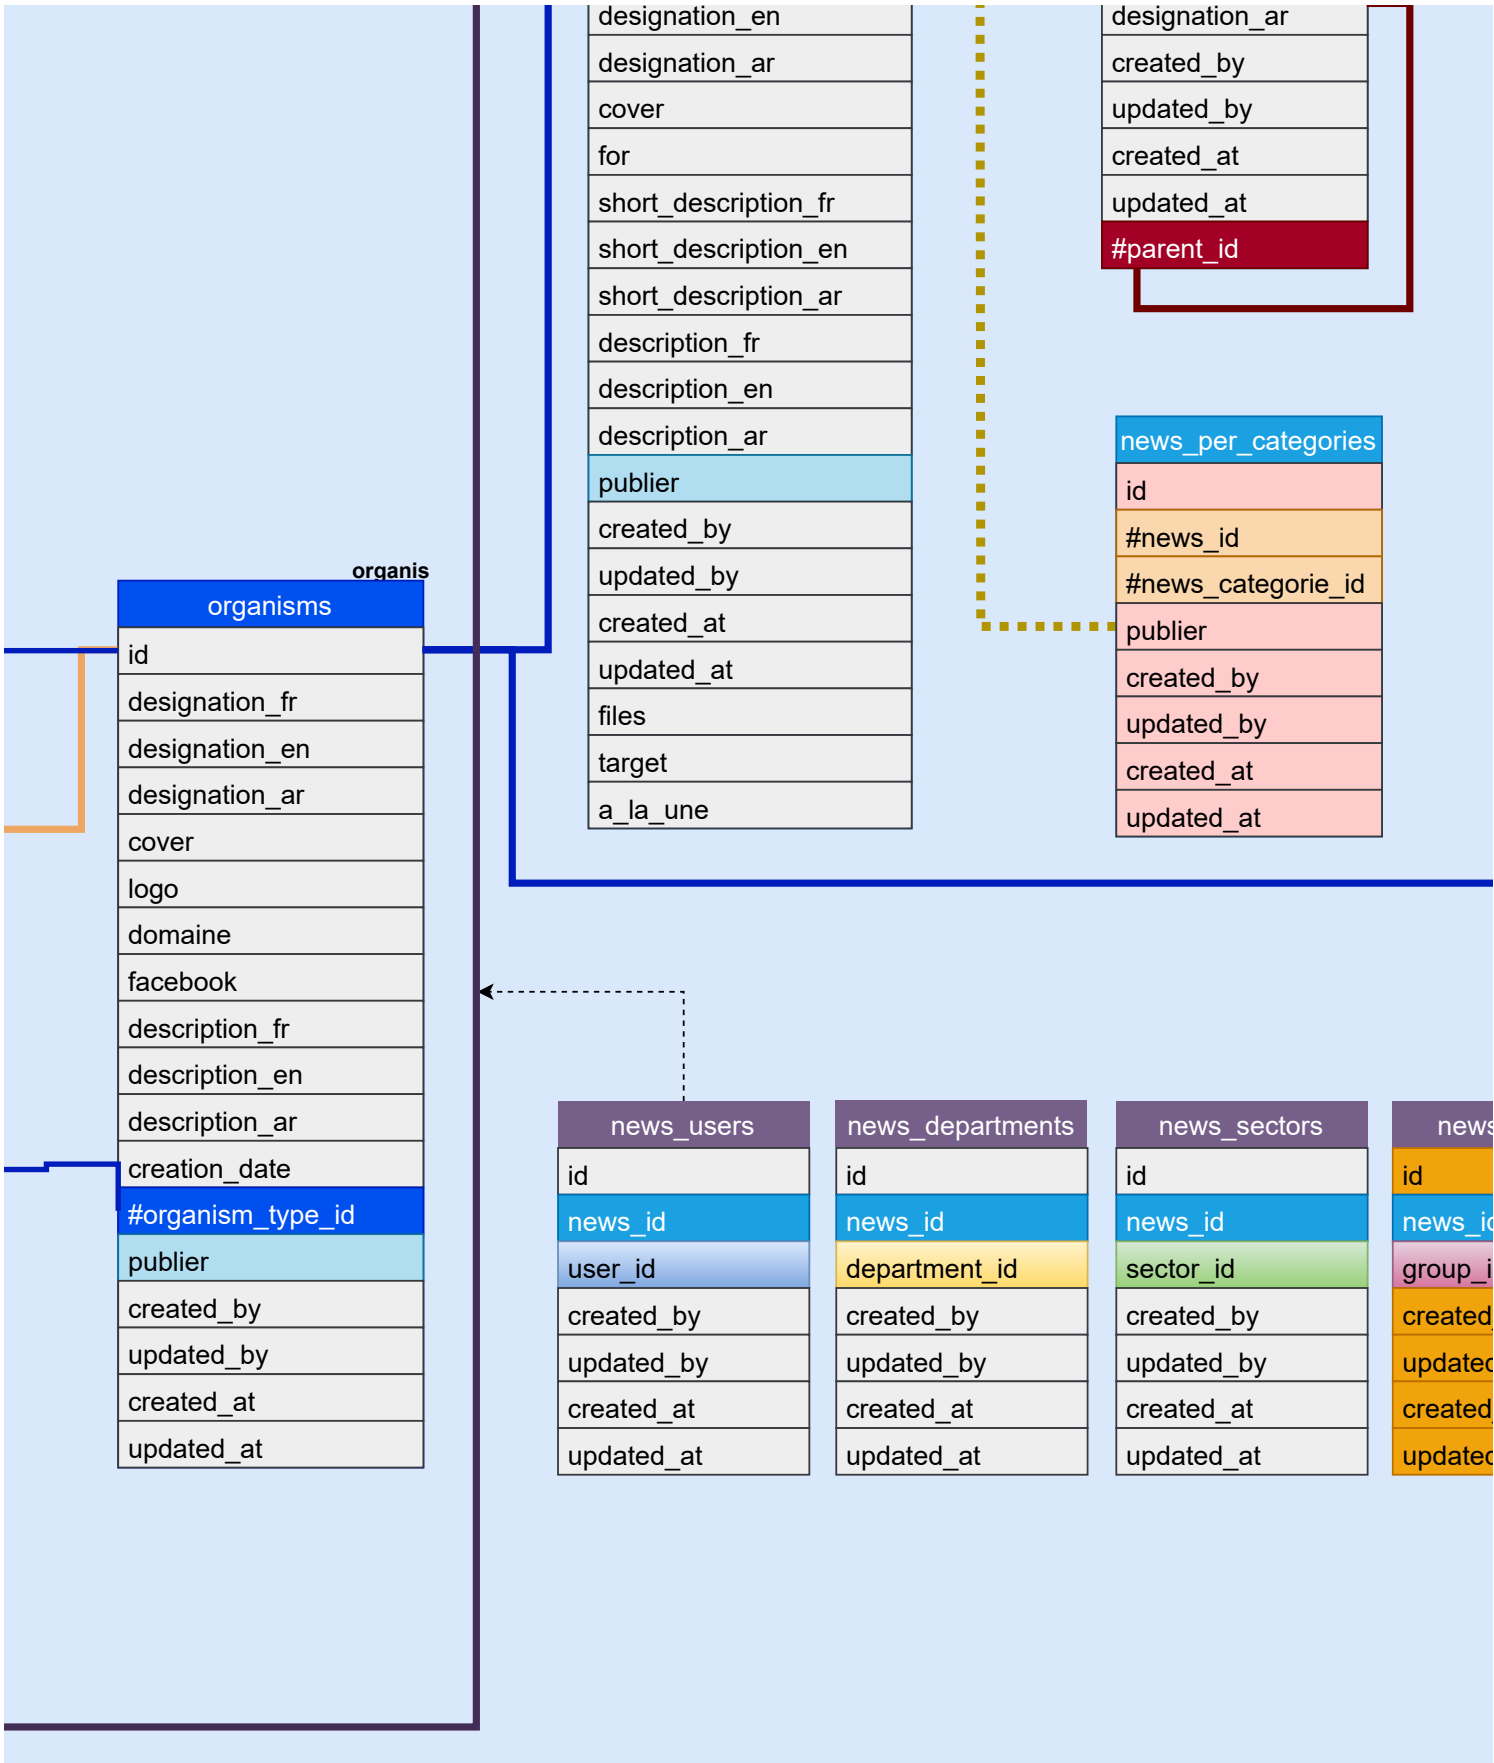 designation_en
designation_ar
cover
for
short_description_fr
short_description_en
short_description_ar
description_fr
description_en
description_ar
publier
created_by
updated_by
created_at
updated_at
files
target
a_la_une
designation_ar
created_by
updated_by
created_at
updated_at
#parent_id
news_per_categories
id
#news_id
#news_categorie_id
publier
created_by
updated_by
created_at
updated_at
organis
organisms
id
designation_fr
designation_en
designation_ar
cover
logo
domaine
facebook
description_fr
description_en
description_ar
creation_date
#organism_type_id
publier
created_by
updated_by
created_at
updated_at
news_users
id
news_id
user_id
created_by
updated_by
created_at
updated_at
news_departments
id
news_id
department_id
created_by
updated_by
created_at
updated_at
news_sectors
id
news_id
sector_id
created_by
updated_by
created_at
updated_at
id